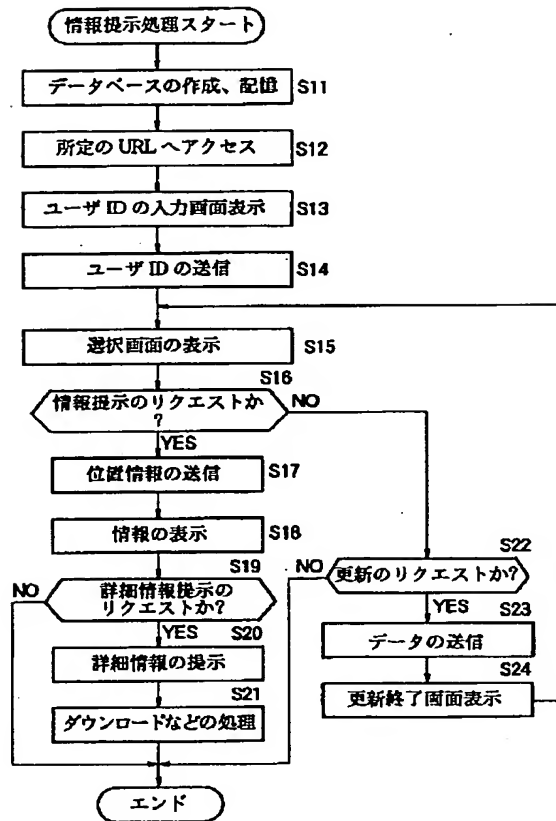 情報提示処理スタート
データベースの作成、記憶
S11
所定の URL へアクセス
S12
ユーザ ID の入力画面表示
S13
ユーザ ID の送信
S14
選択画面の表示
S15
S16
情報提示のリクエストか
?
NO
YES
位置情報の送信
S17
情報の表示
S18
S19
NO
詳細情報提示の
リクエストか?
YES
S20
詳細情報の提示
S21
ダウンロードなどの処理
エンド
S22
NO
更新のリクエストか?
YES
S23
データの送信
S24
更新終了画面表示